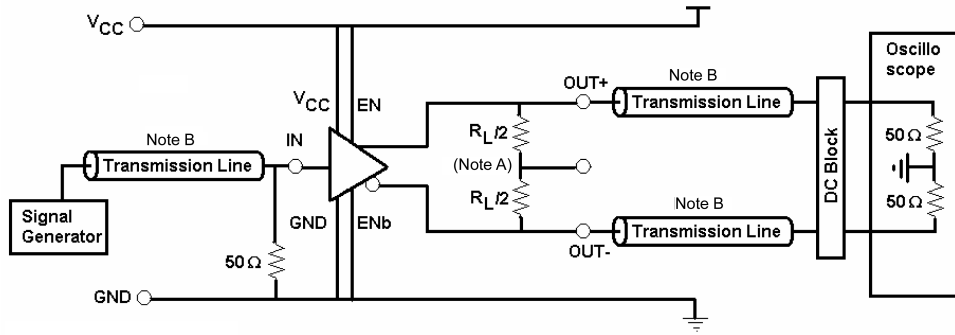 VCC
Oscillo
scope
VCC EN
OUT+
Note B
Transmission Line
RL/2
50 Ω
Note B
IN
Transmission Line
(Note A)
DC Block
RL/2
50 Ω
Signal
Generator
GND ENb
Note B
Transmission Line
OUT-
50 Ω
GND